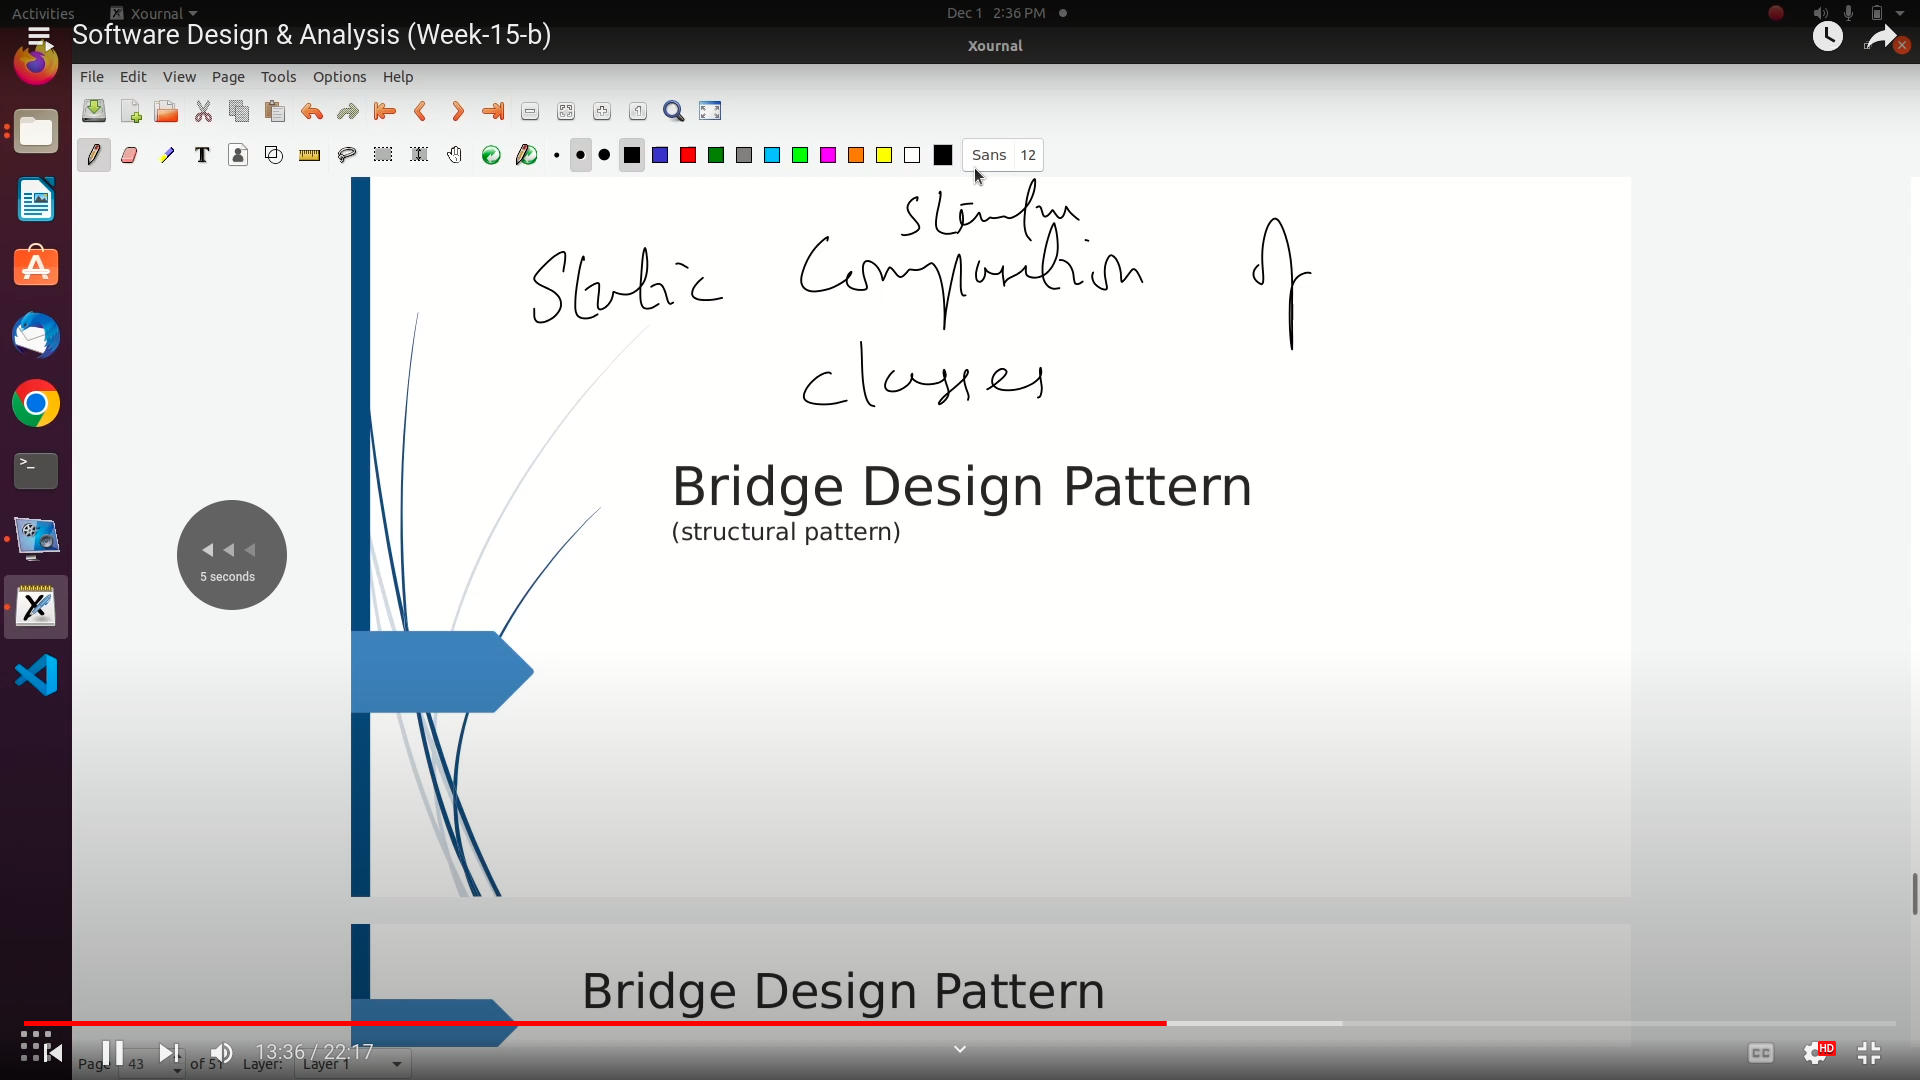 Activities Xournal Dec 1 2:36 PM
Software Design & Analysis (Week-15-b)
Xournal
File Edit View Page Tools Options Help
Sans 12
Static Composition of
classes
Bridge Design Pattern
(structural pattern)
5 seconds
Bridge Design Pattern
13:36 / 22:17
Page 43 of 51 Layer: Layer 1
CC HD